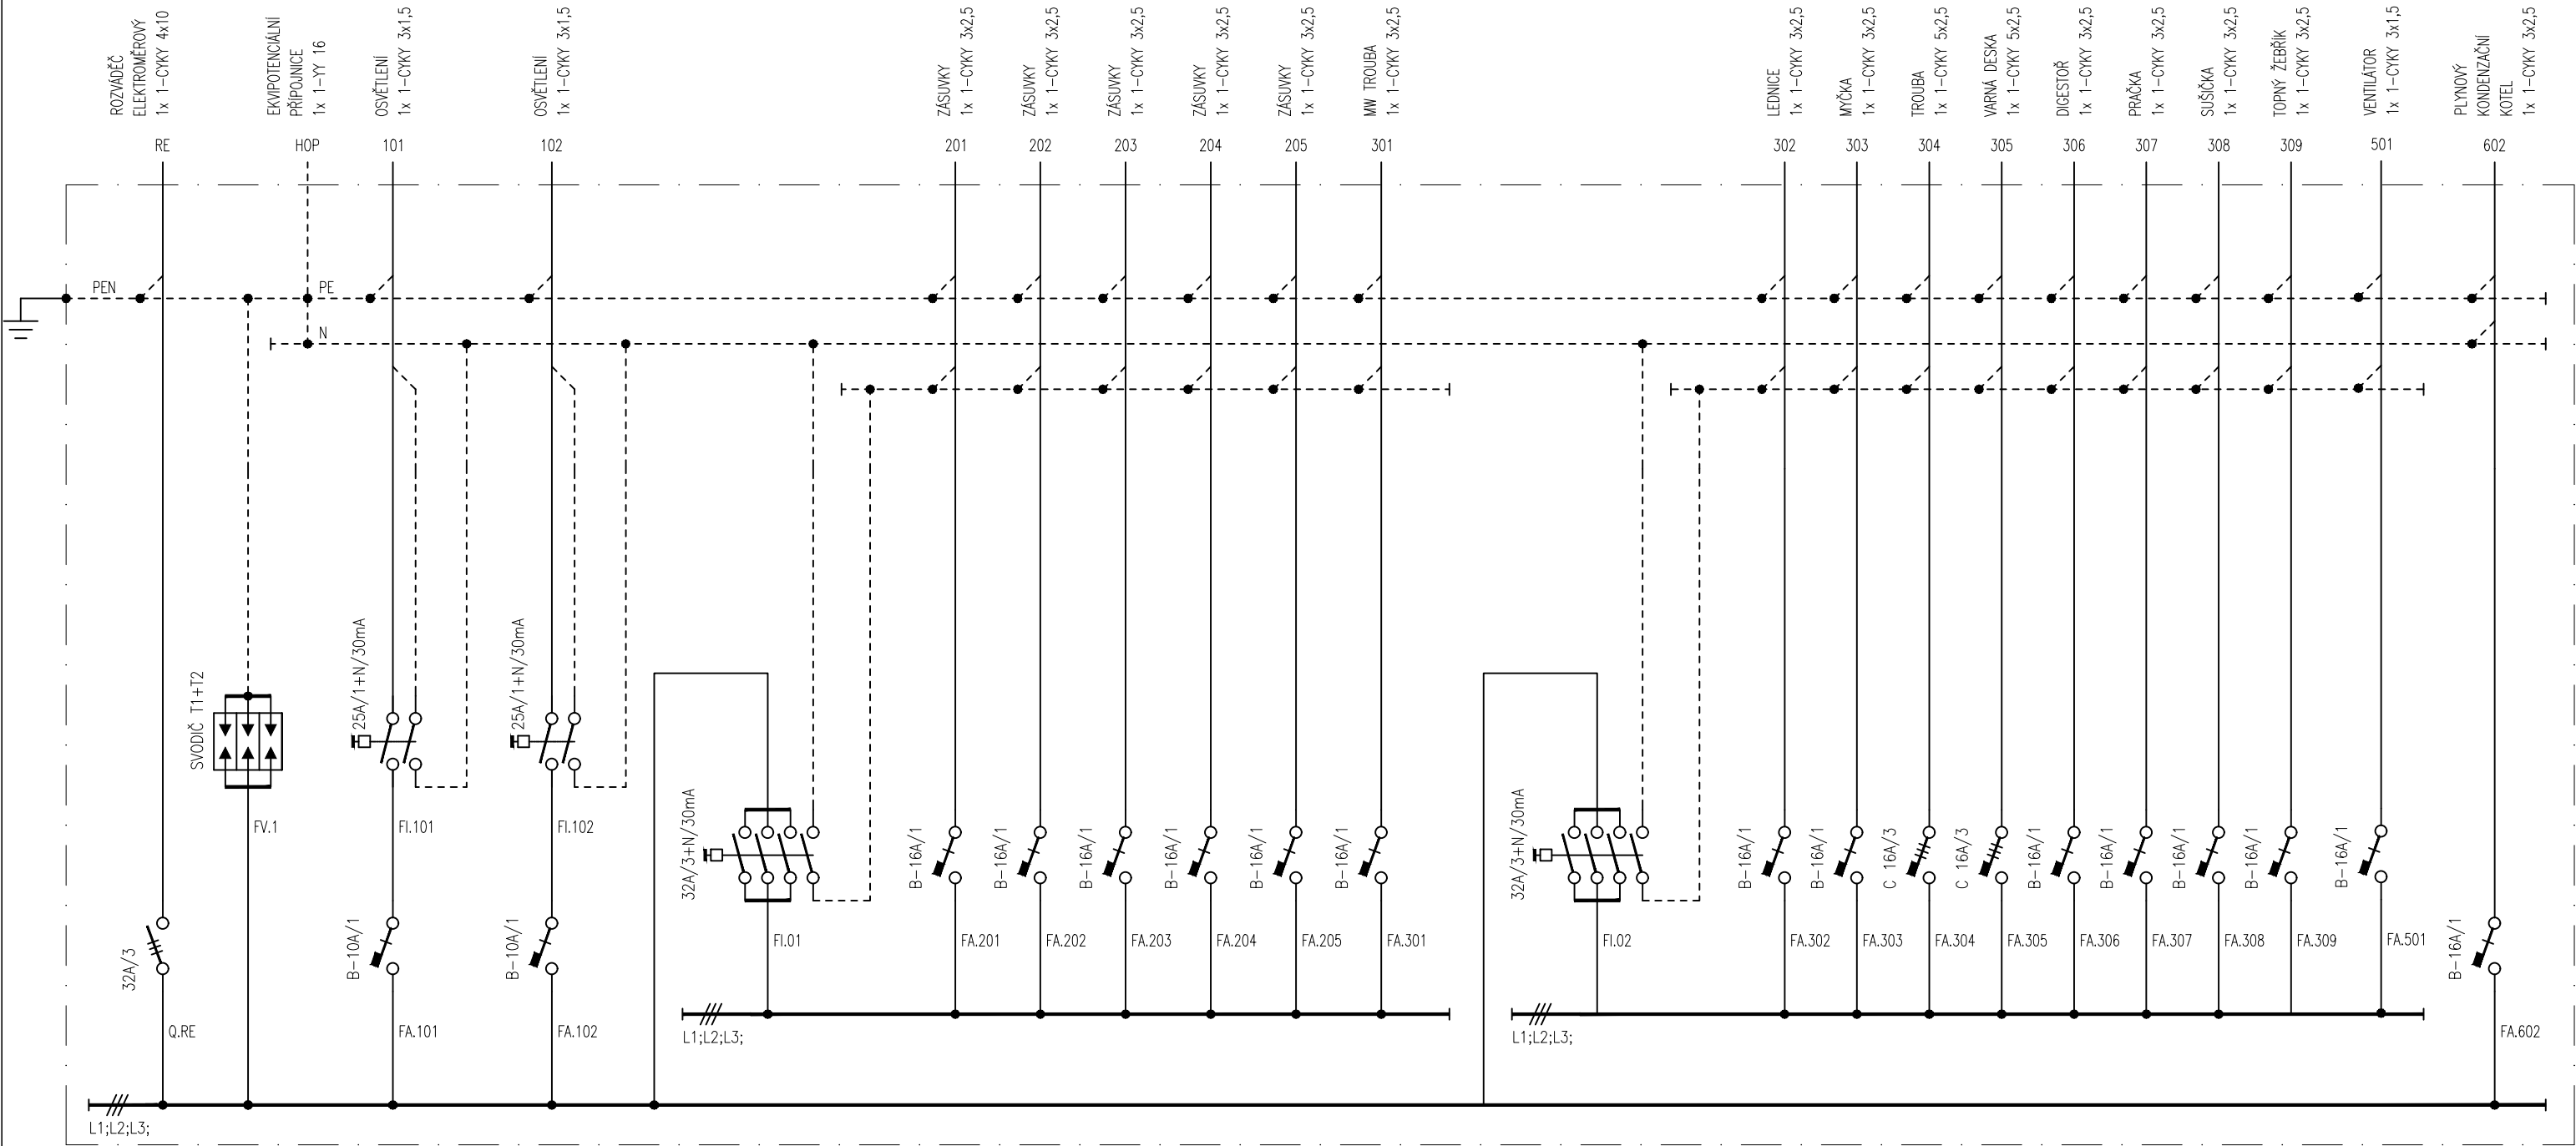 ROZVÁDĚČ
ELEKTROMĚROVÝ
1x 1-CYKY 4x10
EKVIPOTENCIÁLNÍ
PŘÍPOJNICE
1x 1-YY 16
OSVĚTLENÍ
1x 1-CYKY 3x1,5
OSVĚTLENÍ
1x 1-CYKY 3x1,5
ZÁSUVKY
1x 1-CYKY 3x2,5
ZÁSUVKY
1x 1-CYKY 3x2,5
ZÁSUVKY
1x 1-CYKY 3x2,5
ZÁSUVKY
1x 1-CYKY 3x2,5
ZÁSUVKY
1x 1-CYKY 3x2,5
MW TROUBA
1x 1-CYKY 3x2,5
LEDNICE
1x 1-CYKY 3x2,5
MYČKA
1x 1-CYKY 3x2,5
TROUBA
1x 1-CYKY 5x2,5
VARNÁ DESKA
1x 1-CYKY 5x2,5
DIGESTOŘ
1x 1-CYKY 3x2,5
PRAČKA
1x 1-CYKY 3x2,5
SUŠIČKA
1x 1-CYKY 3x2,5
TOPNÝ ŽEBŘÍK
1x 1-CYKY 3x2,5
VENTILÁTOR
1x 1-CYKY 3x1,5
PLYNOVÝ
KONDENZAČNÍ
KOTEL
1x 1-CYKY 3x2,5
RE
HOP
101
102
201
202
203
204
205
301
302
303
304
305
306
307
308
309
501
602
PEN
PE
N
SVODIČ T1+T2
25A/1+N/30mA
25A/1+N/30mA
32A/3+N/30mA
32A/3+N/30mA
FV.1
FI.101
FI.102
B-16A/1
B-16A/1
B-16A/1
B-16A/1
B-16A/1
B-16A/1
B-16A/1
B-16A/1
C 16A/3
C 16A/3
B-16A/1
B-16A/1
B-16A/1
B-16A/1
B-16A/1
32A/3
B-10A/1
B-10A/1
B-16A/1
FI.01
FA.201
FA.202
FA.203
FA.204
FA.205
FA.301
FI.02
FA.302
FA.303
FA.304
FA.305
FA.306
FA.307
FA.308
FA.309
FA.501
Q.RE
FA.101
FA.102
L1;L2;L3;
L1;L2;L3;
FA.602
L1;L2;L3;